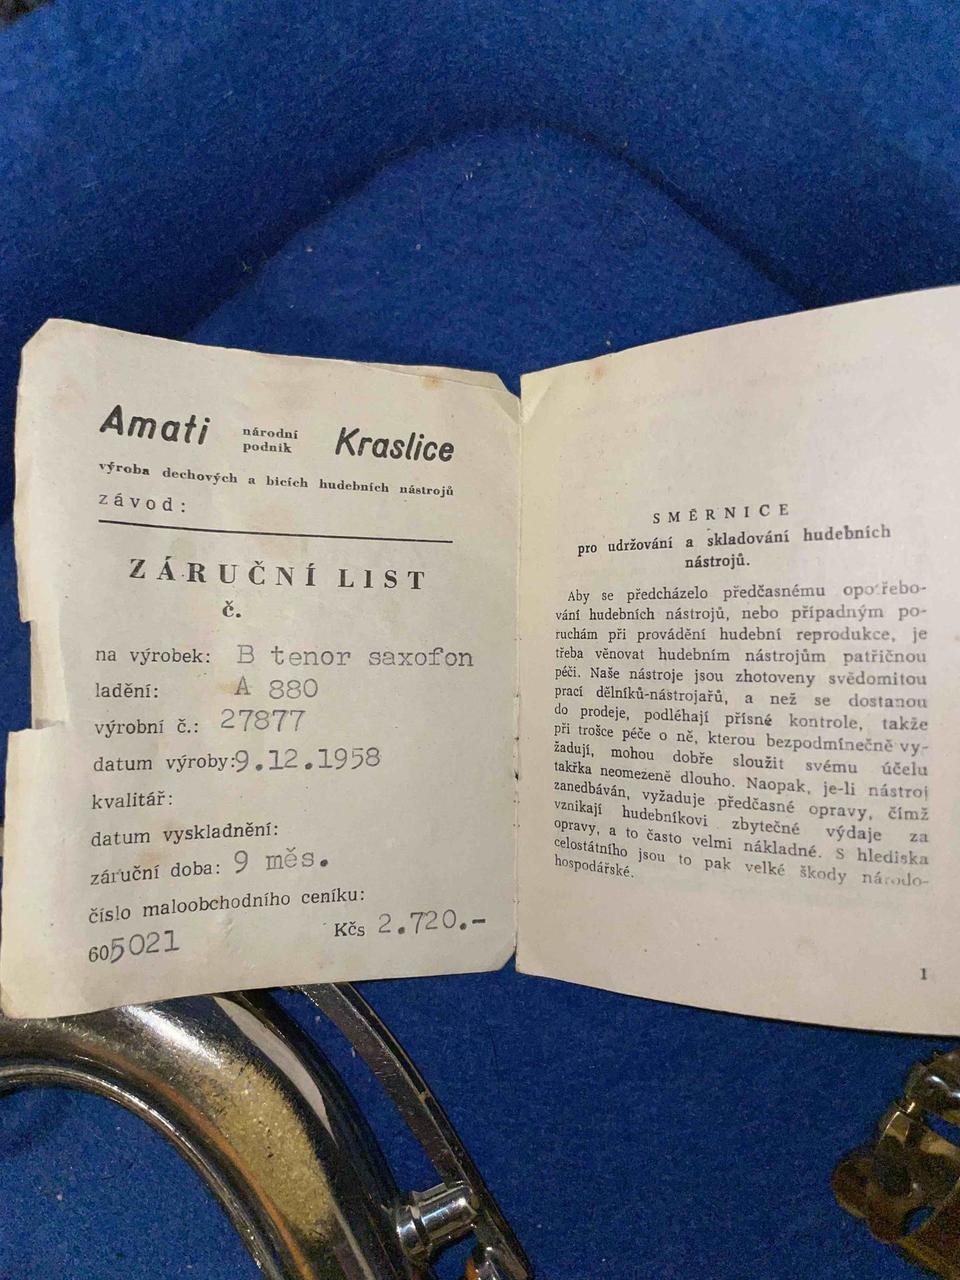 Amati národní podnik Kraslice
výroba dechových a bicích hudebních nástrojů
závod:
ZÁRUČNÍ LIST
č.
na výrobek: B tenor saxofon
ladění: A 880
výrobní č.: 27877
datum výroby:9.12.1958
kvalitář:
datum vyskladnění:
záruční doba: 9 měs.
číslo maloobchodního ceníku:
605021 Kčs 2.720.-
SMĚRNICE
pro udržování a skladování hudebních
nástrojů.
Aby se předcházelo předčasnému opotřebo-
vání hudebních nástrojů, nebo případným po-
ruchám při provádění hudební reprodukce, je
třeba věnovat hudebním nástrojům patřičnou
péči. Naše nástroje jsou zhotoveny svědomitou
prací dělníků-nástrojařů, a než se dostanou
do prodeje, podléhají přísné kontrole, takže
při trošce péče o ně, kterou bezpodmínečně vy-
žadují, mohou dobře sloužit svému účelu
takřka neomezeně dlouho. Naopak, je-li nástroj
zanedbáván, vyžaduje předčasné opravy, čímž
vznikají hudebníkovi zbytečné výdaje za
opravy, a to často velmi nákladné. S hlediska
celostátního jsou to pak velké škody národo-
hospodářské.
1